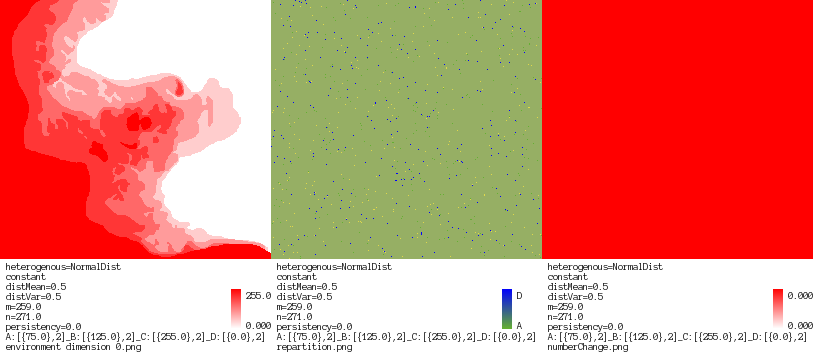 heterogenous=NormalDist
constant
distMean=0.5
distVar=0.5
m=259.0
n=271.0
persistency=0.0
A:[{75.0},2]_B:[{125.0},2]_C:[{255.0},2]_D:[{0.0},2]
environment dimension 0.png
255.0
0.000
heterogenous=NormalDist
constant
distMean=0.5
distVar=0.5
m=259.0
n=271.0
persistency=0.0
A:[{75.0},2]_B:[{125.0},2]_C:[{255.0},2]_D:[{0.0},2]
repartition.png
D
A
heterogenous=NormalDist
constant
distMean=0.5
distVar=0.5
m=259.0
n=271.0
persistency=0.0
A:[{75.0},2]_B:[{125.0},2]_C:[{255.0},2]_D:[{0.0},2]
numberChange.png
0.000
0.000